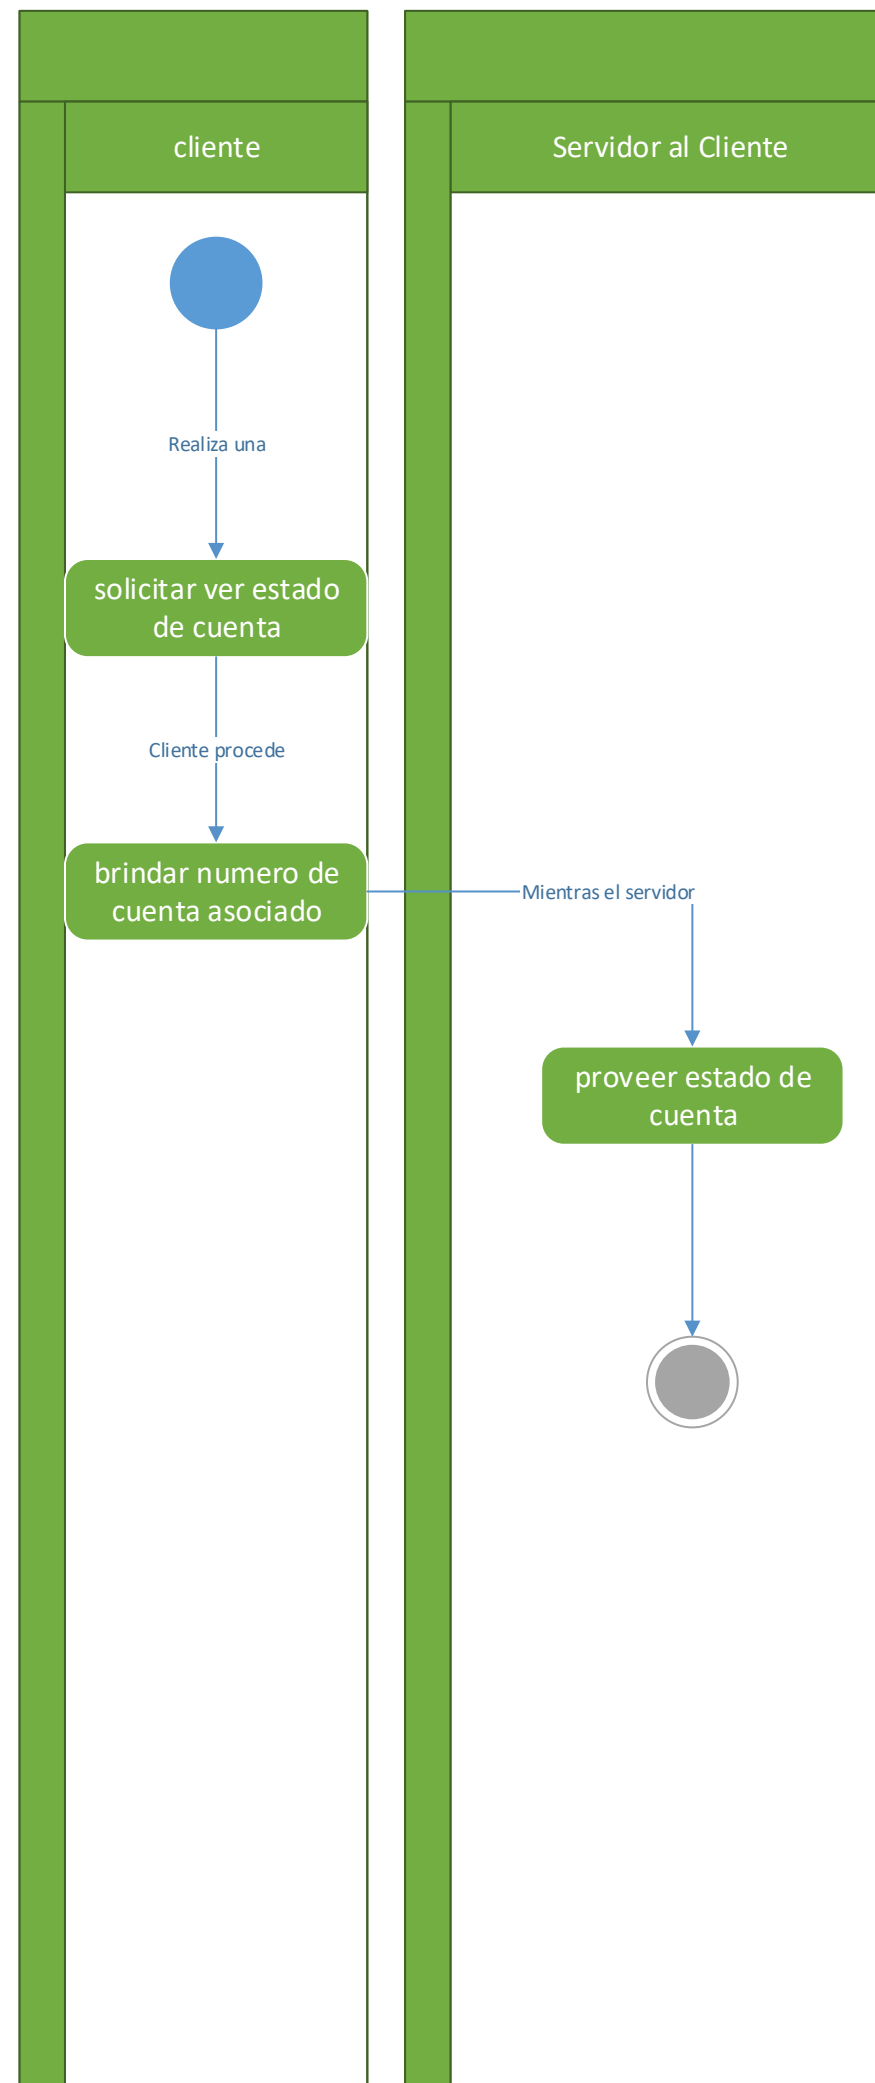 cliente
Servidor al Cliente
Realiza una
solicitar ver estado
de cuenta
Cliente procede
brindar numero de
cuenta asociado
Mientras el servidor
proveer estado de
cuenta